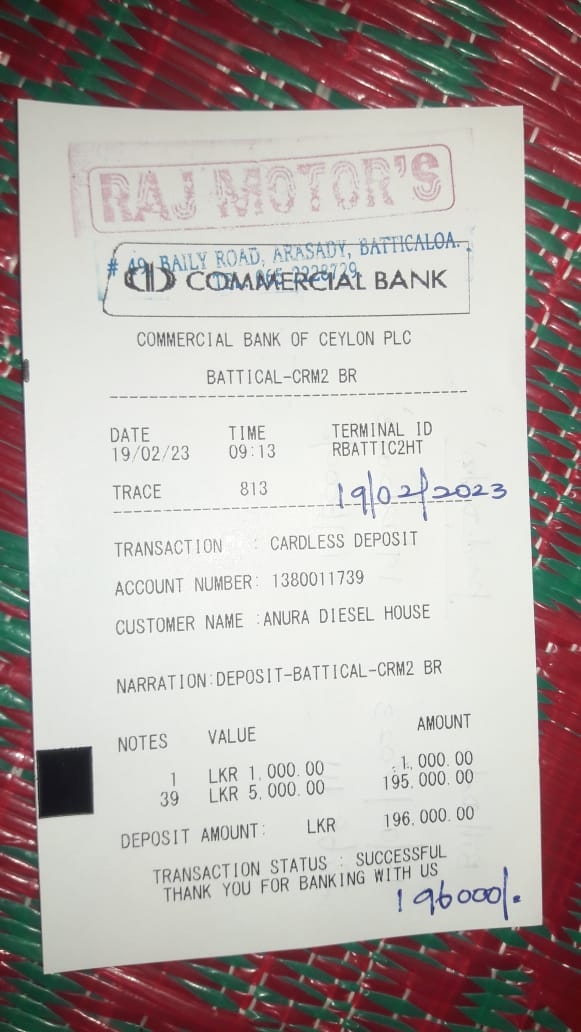 RAJ MOTOR'S
# 49, BAILY ROAD, ARASADY, BATTICALOA.
COMMERCIAL BANK
COMMERCIAL BANK OF CEYLON PLC
BATTICAL-CRM2 BR
DATE TIME TERMINAL ID
19/02/23 09:13 RBATTIC2HT
TRACE 813 19/02/2023
TRANSACTION : CARDLESS DEPOSIT
ACCOUNT NUMBER: 1380011739
CUSTOMER NAME :ANURA DIESEL HOUSE
NARRATION:DEPOSIT-BATTICAL-CRM2 BR
NOTES VALUE AMOUNT
1 LKR 1,000.00 1,000.00
39 LKR 5,000.00 195,000.00
DEPOSIT AMOUNT: LKR 196,000.00
TRANSACTION STATUS : SUCCESSFUL
THANK YOU FOR BANKING WITH US
196000/.